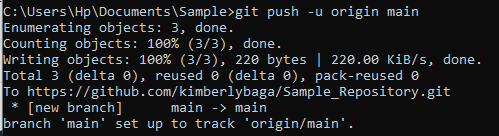 C:\Users\Hp\Documents\Sample>git push -u origin main
Enumerating objects: 3, done.
Counting objects: 100% (3/3), done.
Writing objects: 100% (3/3), 220 bytes | 220.00 KiB/s, done.
Total 3 (delta 0), reused 0 (delta 0), pack-reused 0
To https://github.com/kimberlybaga/Sample_Repository.git
 * [new branch]      main -> main
branch 'main' set up to track 'origin/main'.